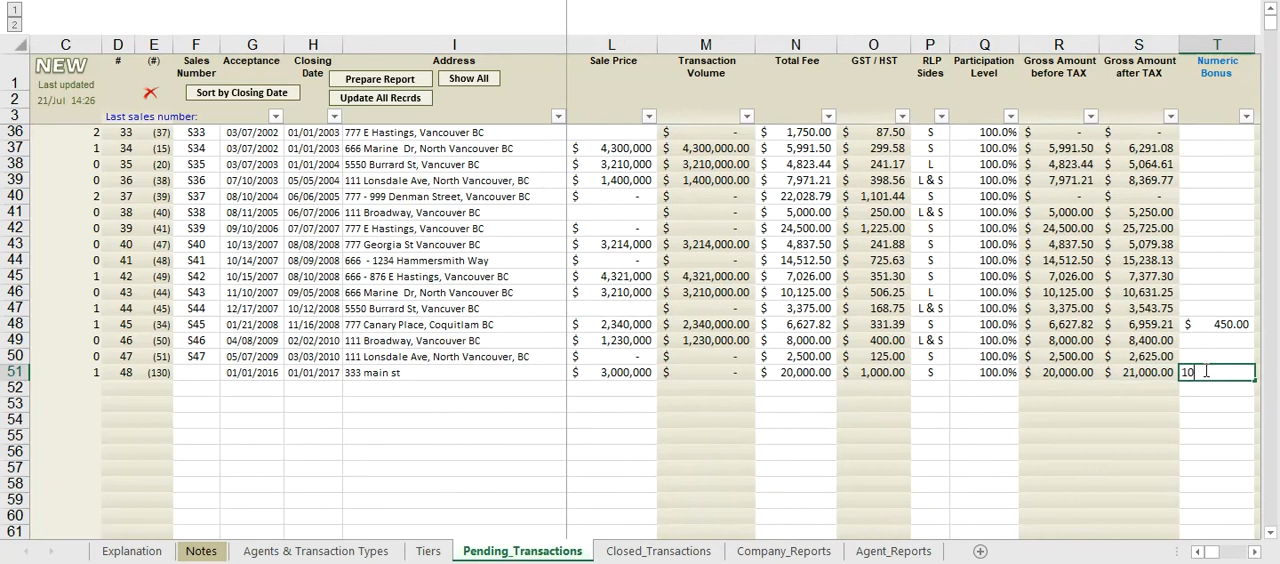 1
2
C D E F G H I L M N O P Q R S T
NEW # (#) Sales Number Acceptance Closing Date Address Sale Price Transaction Volume Total Fee GST / HST RLP Sides Participation Level Gross Amount before TAX Gross Amount after TAX Numeric Bonus
1
Prepare Report Show All
Last updated
Sort by Closing Date
2 21/Jul 14:26 Update All Recrds
3 Last sales number:
36 2 33 (37) S33 03/07/2002 01/01/2003 777 E Hastings, Vancouver BC $ - $ 1,750.00 $ 87.50 S 100.0% $ - $ -
37 1 34 (15) S34 03/07/2002 01/01/2003 666 Marine Dr, North Vancouver BC $ 4,300,000 $ 4,300,000.00 $ 5,991.50 $ 299.58 S 100.0% $ 5,991.50 $ 6,291.08
38 0 35 (20) S35 03/07/2003 01/01/2004 5550 Burrard St, Vancouver BC $ 3,210,000 $ 3,210,000.00 $ 4,823.44 $ 241.17 L 100.0% $ 4,823.44 $ 5,064.61
39 0 36 (38) S36 07/10/2003 05/05/2004 111 Lonsdale Ave, North Vancouver, BC $ 1,400,000 $ 1,400,000.00 $ 7,971.21 $ 398.56 L & S 100.0% $ 7,971.21 $ 8,369.77
40 2 37 (39) S37 08/10/2004 06/06/2005 777 - 999 Denman Street, Vancouver BC $ - $ - $ 22,028.79 $ 1,101.44 S 100.0% $ - $ -
41 0 38 (40) S38 08/11/2005 06/07/2006 111 Broadway, Vancouver BC $ - $ 5,000.00 $ 250.00 L & S 100.0% $ 5,000.00 $ 5,250.00
42 0 39 (41) S39 09/10/2006 07/07/2007 777 E Hastings, Vancouver BC $ - $ - $ 24,500.00 $ 1,225.00 S 100.0% $ 24,500.00 $ 25,725.00
43 0 40 (47) S40 10/13/2007 08/08/2008 777 Georgia St Vancouver BC $ 3,214,000 $ 3,214,000.00 $ 4,837.50 $ 241.88 S 100.0% $ 4,837.50 $ 5,079.38
44 0 41 (48) S41 10/14/2007 08/09/2008 666 - 1234 Hammersmith Way $ - $ - $ 14,512.50 $ 725.63 S 100.0% $ 14,512.50 $ 15,238.13
45 1 42 (49) S42 10/15/2007 08/10/2008 666 - 876 E Hastings, Vancouver BC $ 4,321,000 $ 4,321,000.00 $ 7,026.00 $ 351.30 S 100.0% $ 7,026.00 $ 7,377.30
46 0 43 (44) S43 11/10/2007 09/05/2008 666 Marine Dr, North Vancouver BC $ 3,210,000 $ 3,210,000.00 $ 10,125.00 $ 506.25 L 100.0% $ 10,125.00 $ 10,631.25
47 1 44 (45) S44 12/17/2007 10/12/2008 5550 Burrard St, Vancouver BC $ - $ 3,375.00 $ 168.75 L & S 100.0% $ 3,375.00 $ 3,543.75
48 1 45 (34) S45 01/21/2008 11/16/2008 777 Canary Place, Coquitlam BC $ 2,340,000 $ 2,340,000.00 $ 6,627.82 $ 331.39 S 100.0% $ 6,627.82 $ 6,959.21 $ 450.00
49 0 46 (50) S46 04/08/2009 02/02/2010 111 Broadway, Vancouver BC $ 1,230,000 $ 1,230,000.00 $ 8,000.00 $ 400.00 L & S 100.0% $ 8,000.00 $ 8,400.00
50 0 47 (51) S47 05/07/2009 03/03/2010 111 Lonsdale Ave, North Vancouver, BC $ - $ - $ 2,500.00 $ 125.00 S 100.0% $ 2,500.00 $ 2,625.00
51 1 48 (130) 01/01/2016 01/01/2017 333 main st $ 3,000,000 $ - $ 20,000.00 $ 1,000.00 S 100.0% $ 20,000.00 $ 21,000.00 10
52
53
54
55
56
57
58
59
60
61
Explanation Notes Agents & Transaction Types Tiers Pending_Transactions Closed_Transactions Company_Reports Agent_Reports